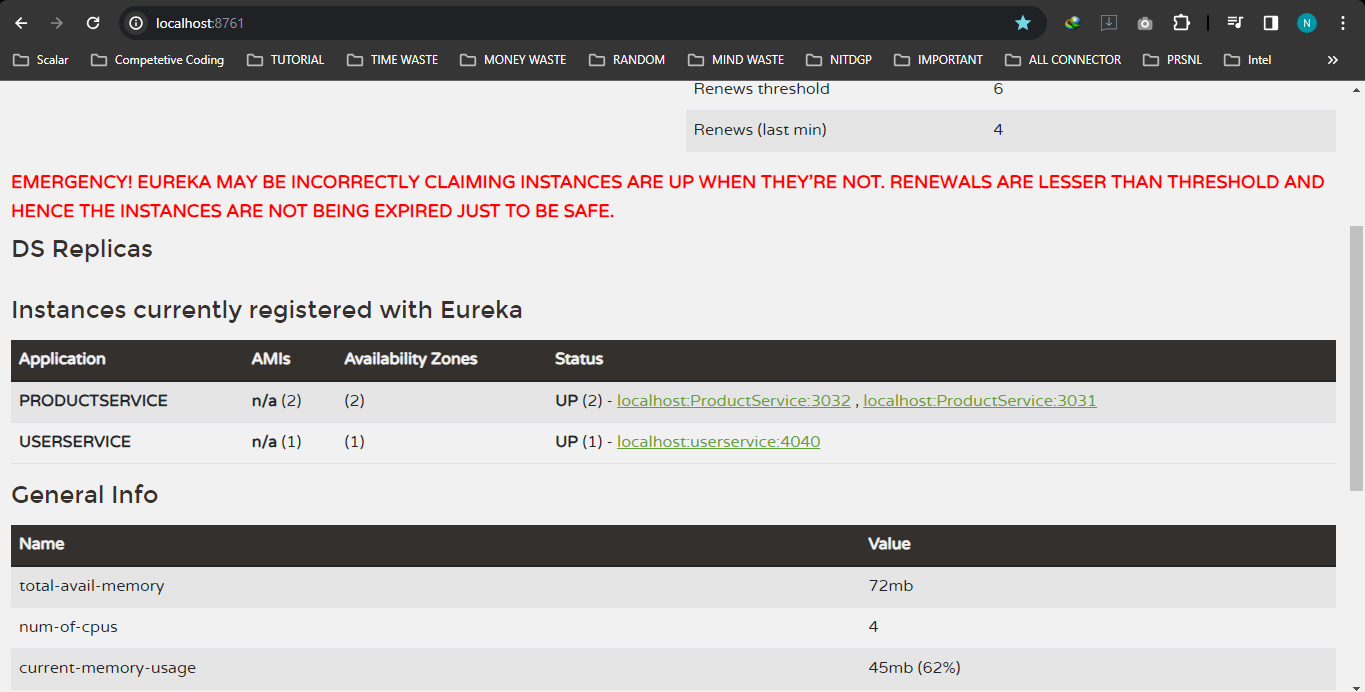 localhost:8761
N
Scalar Competetive Coding TUTORIAL TIME WASTE MONEY WASTE RANDOM MIND WASTE NITDGP IMPORTANT ALL CONNECTOR PRSNL Intel »
Renews threshold 6
Renews (last min) 4
EMERGENCY! EUREKA MAY BE INCORRECTLY CLAIMING INSTANCES ARE UP WHEN THEY'RE NOT. RENEWALS ARE LESSER THAN THRESHOLD AND
HENCE THE INSTANCES ARE NOT BEING EXPIRED JUST TO BE SAFE.
DS Replicas
Instances currently registered with Eureka
Application AMIs Availability Zones Status
PRODUCTSERVICE n/a (2) (2) UP (2) - localhost:ProductService:3032 , localhost:ProductService:3031
USERSERVICE n/a (1) (1) UP (1) - localhost:userservice:4040
General Info
Name Value
total-avail-memory 72mb
num-of-cpus 4
current-memory-usage 45mb (62%)